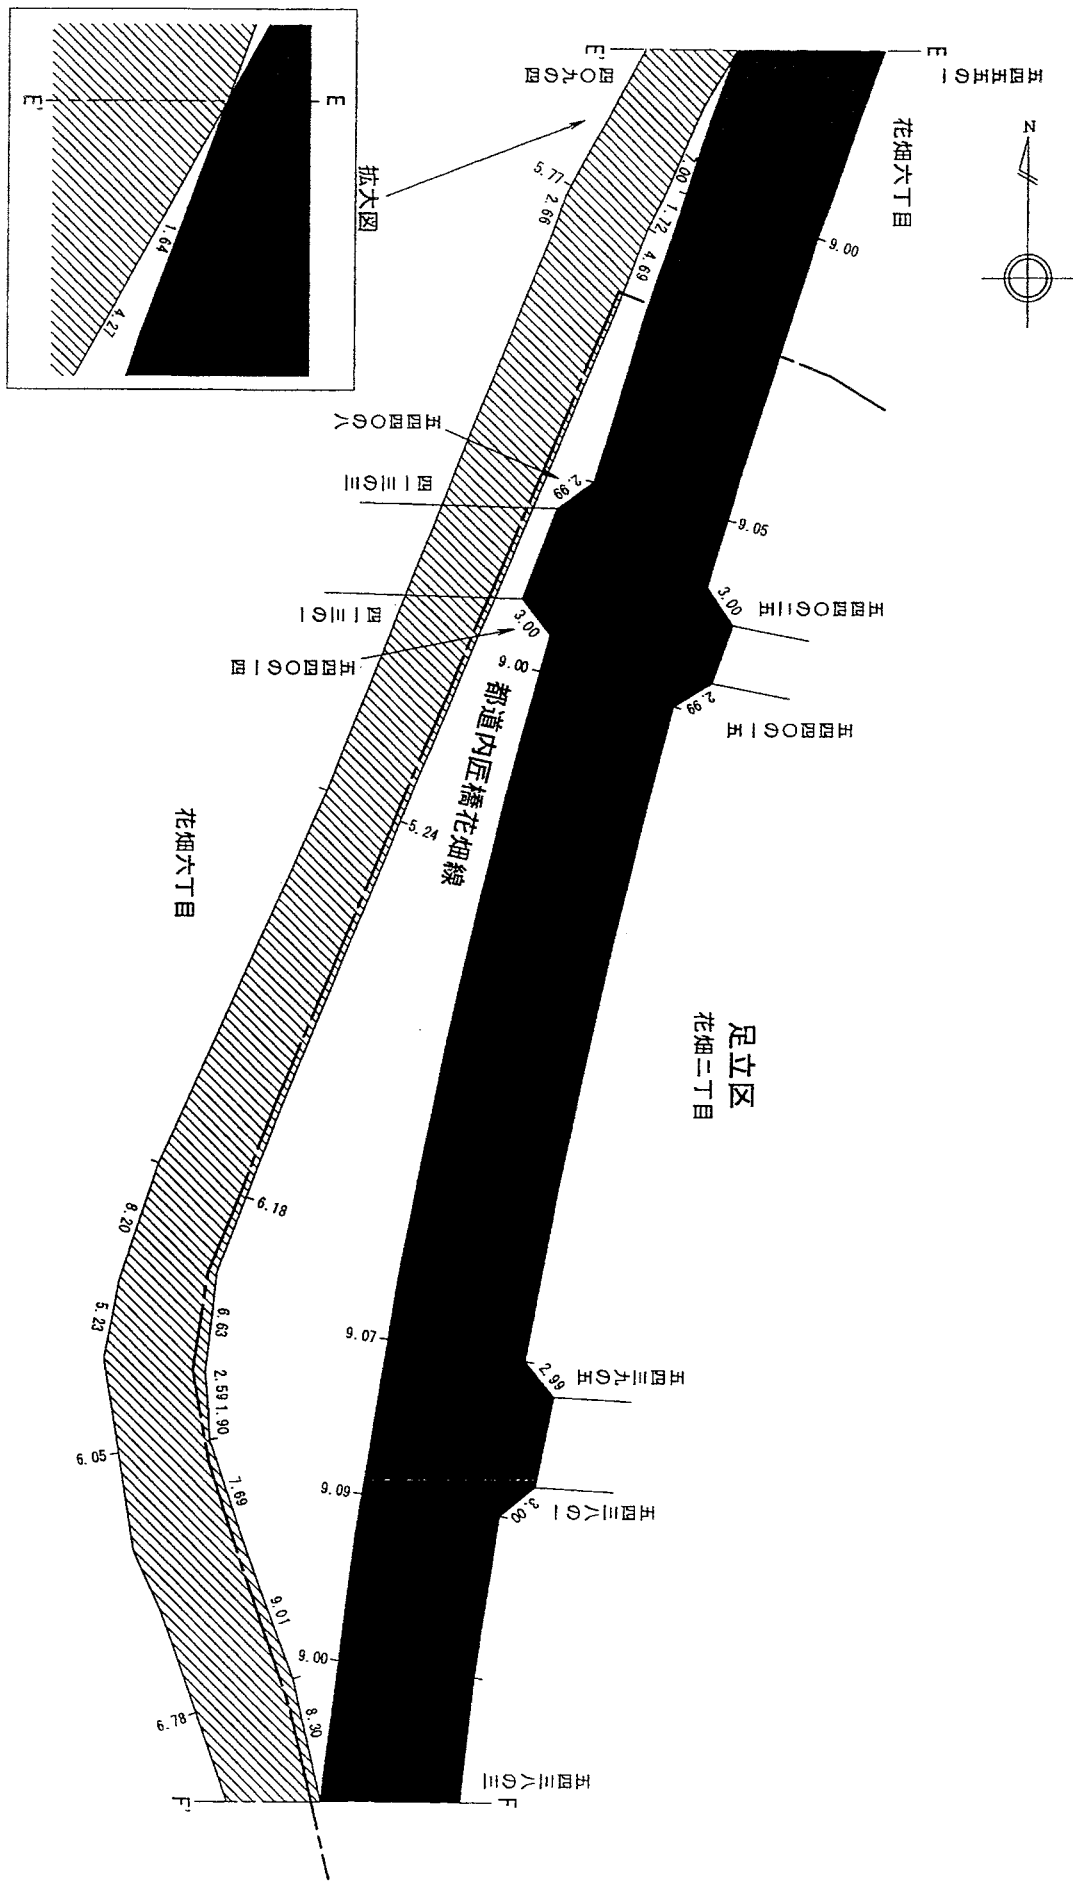 E
E'
五四五五の一
四〇九の四
花畑六丁目
N
拡大図
E
E'
1.64
4.27
5.77
2.66
7.00
1.72
4.69
9.00
五四四〇の八
四一三の三
2.99
9.05
四一三の一
3.00
五四四〇の一四
9.00
3.00
五四四〇の二五
2.99
五四四〇の一五
都道内匠橋花畑線
5.24
花畑六丁目
足立区
花畑二丁目
6.18
8.20
5.23
6.63
2.59
1.90
9.07
2.99
五四三九の五
6.05
7.69
9.09
3.00
五四三八の一
9.01
9.00
6.78
8.30
五四三八の三
F
F'